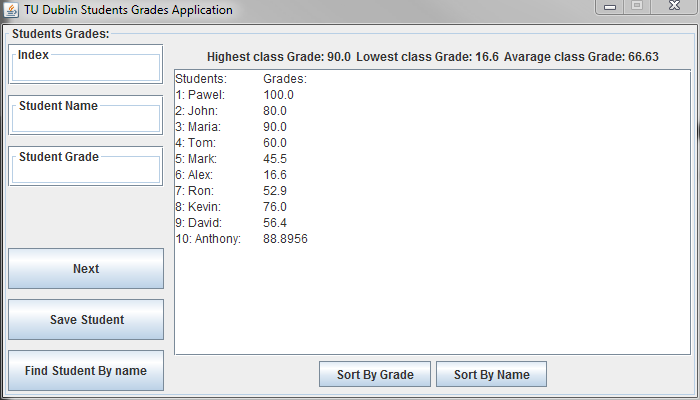 TU Dublin Students Grades Application
Students Grades:
Index
Student Name
Student Grade
Next
Save Student
Find Student By name
Highest class Grade: 90.0 Lowest class Grade: 16.6 Avarage class Grade: 66.63
Students: Grades:
1: Pawel: 100.0
2: John: 80.0
3: Maria: 90.0
4: Tom: 60.0
5: Mark: 45.5
6: Alex: 16.6
7: Ron: 52.9
8: Kevin: 76.0
9: David: 56.4
10: Anthony: 88.8956
Sort By Grade Sort By Name